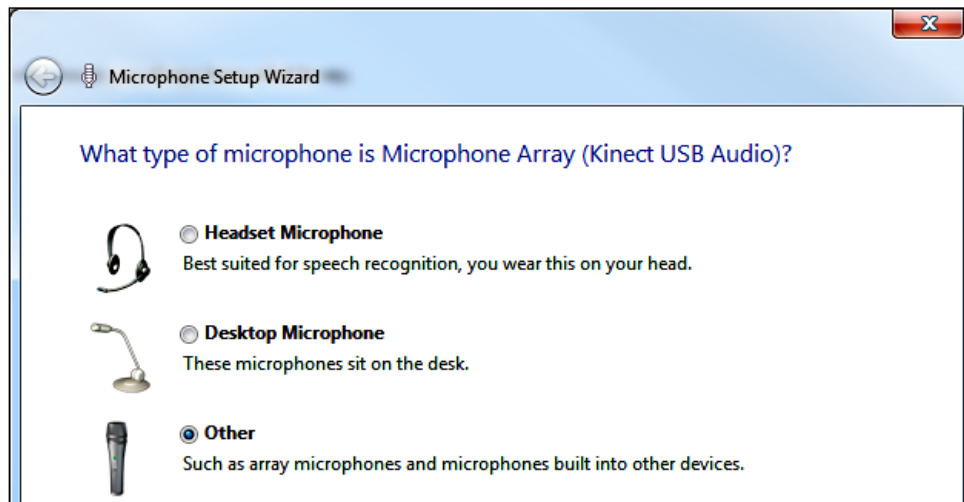 Microphone Setup Wizard
What type of microphone is Microphone Array (Kinect USB Audio)?
Headset Microphone
Best suited for speech recognition, you wear this on your head.
Desktop Microphone
These microphones sit on the desk.
Other
Such as array microphones and microphones built into other devices.